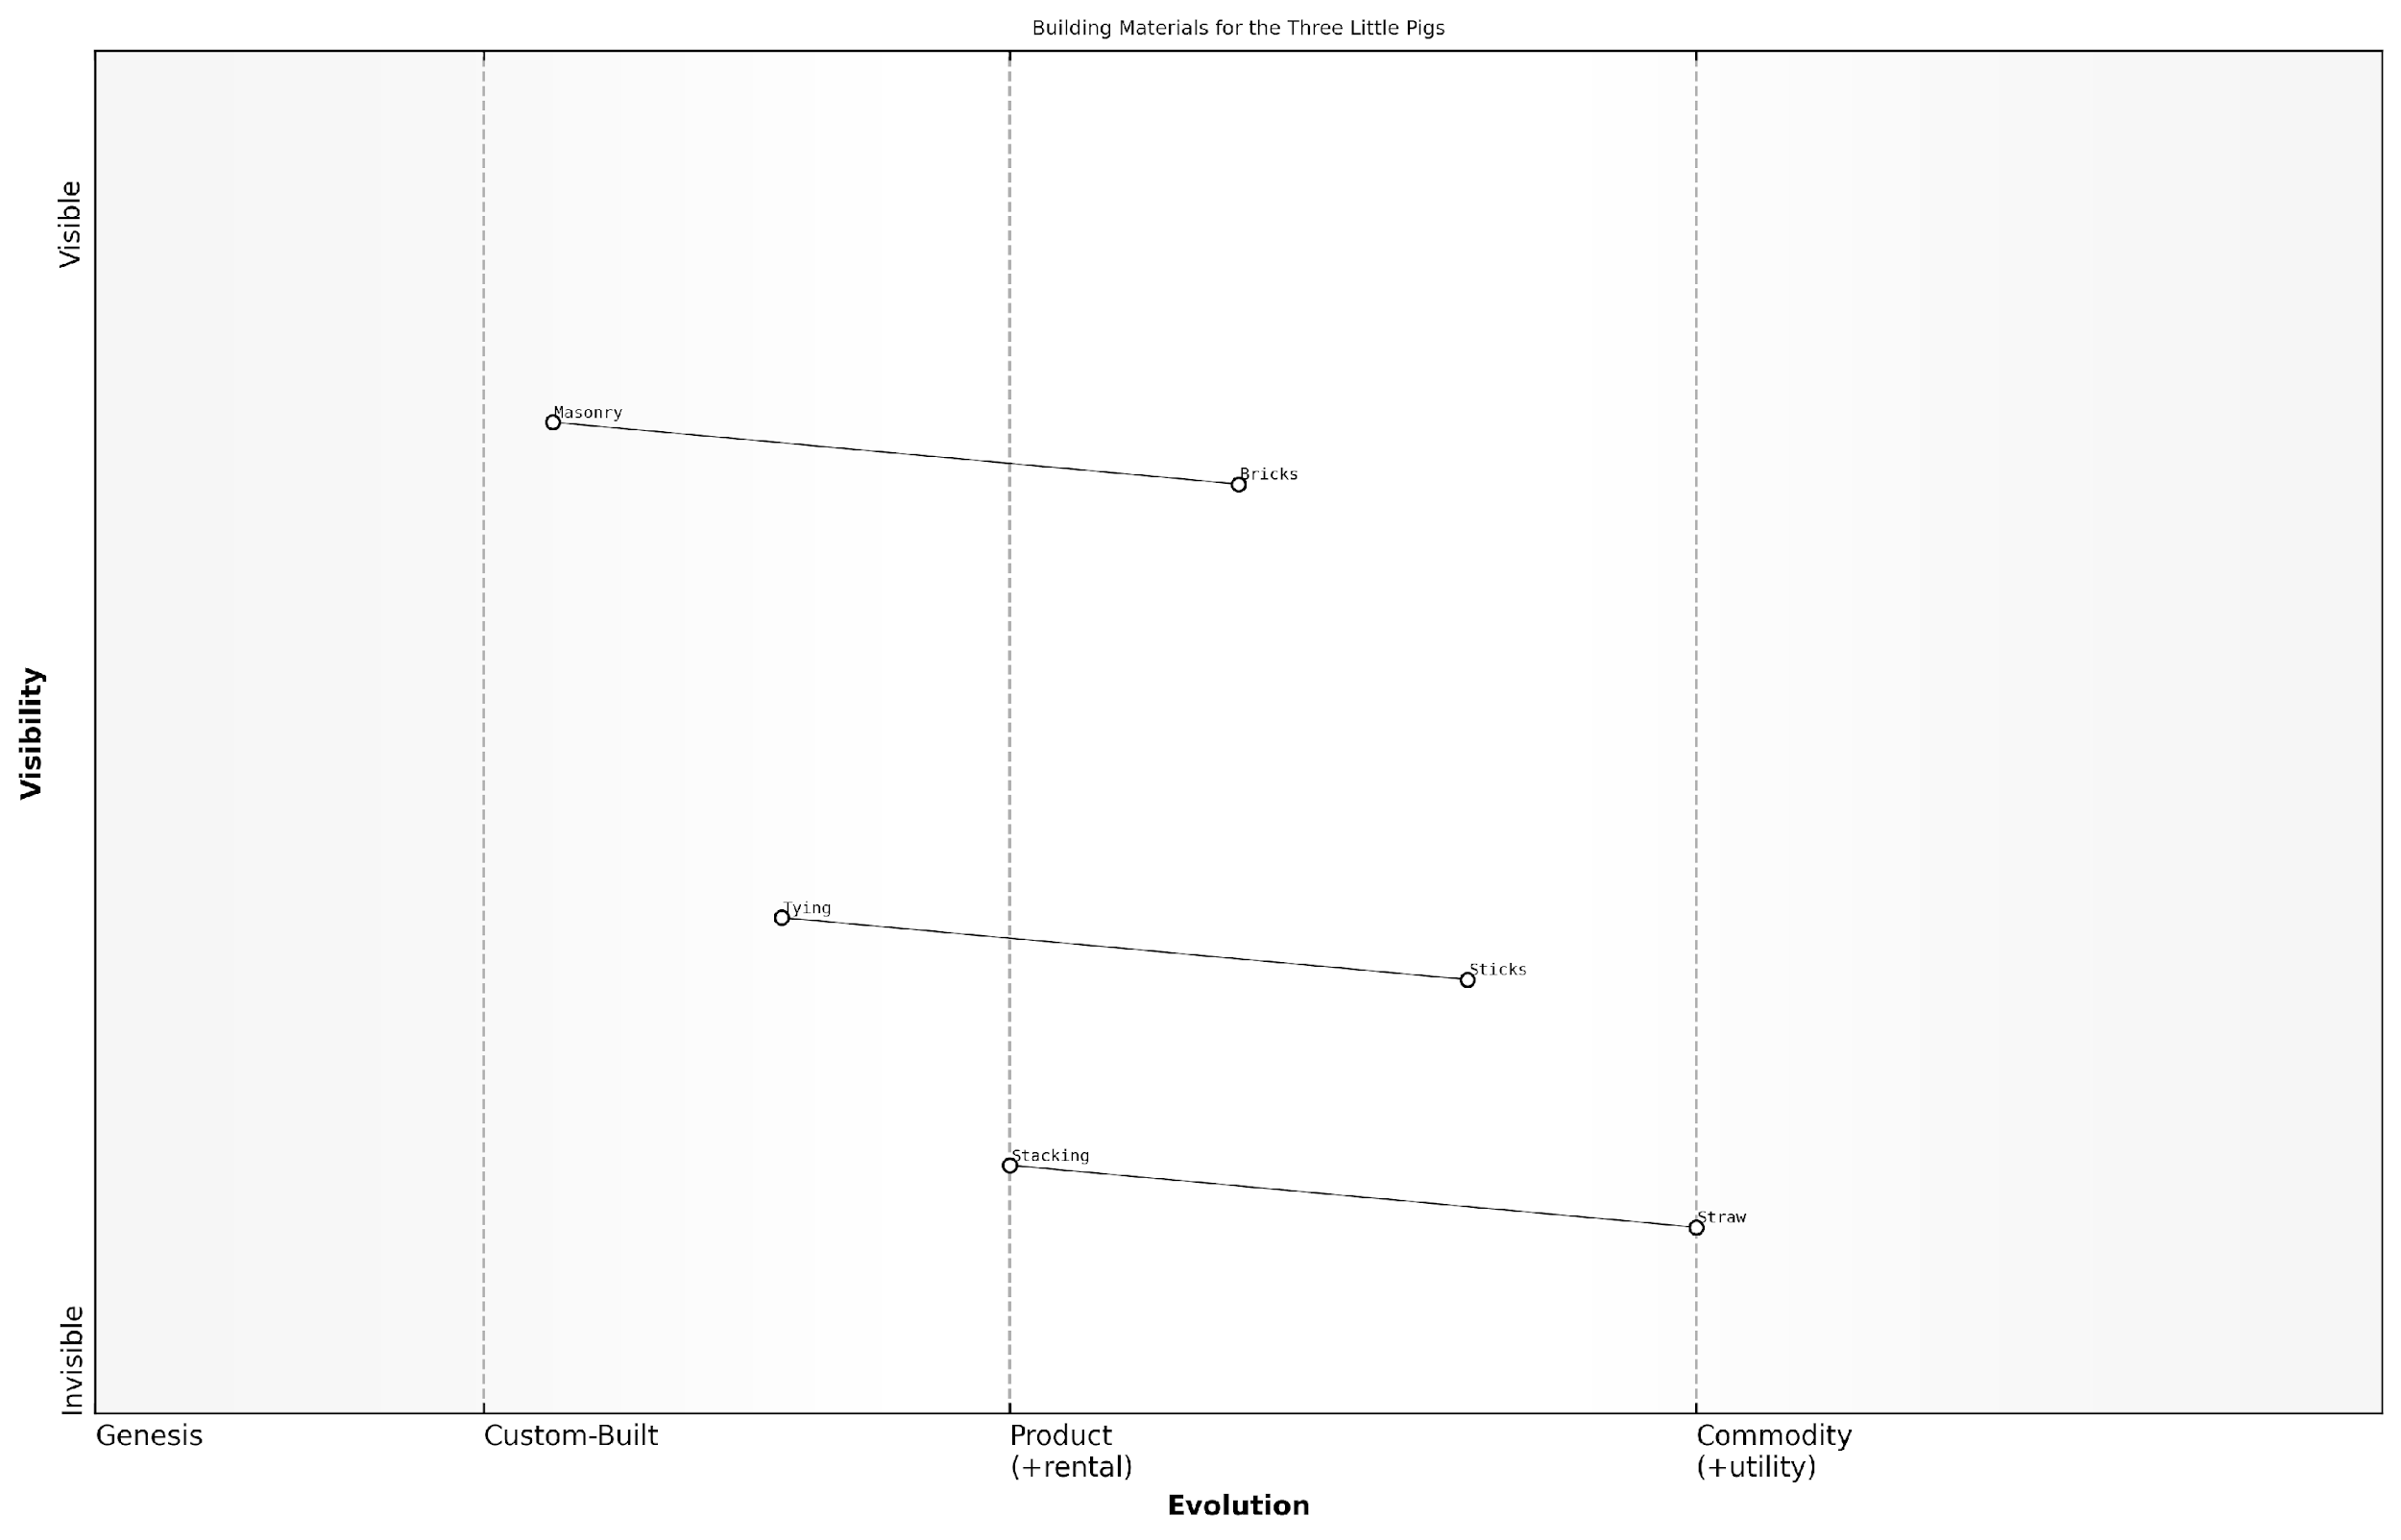 Building Materials for the Three Little Pigs
Visible
Masonry
Bricks
Visibility
Tying
Sticks
Stacking
Straw
Invisible
Genesis
Custom-Built
Product
(+rental)
Commodity
(+utility)
Evolution